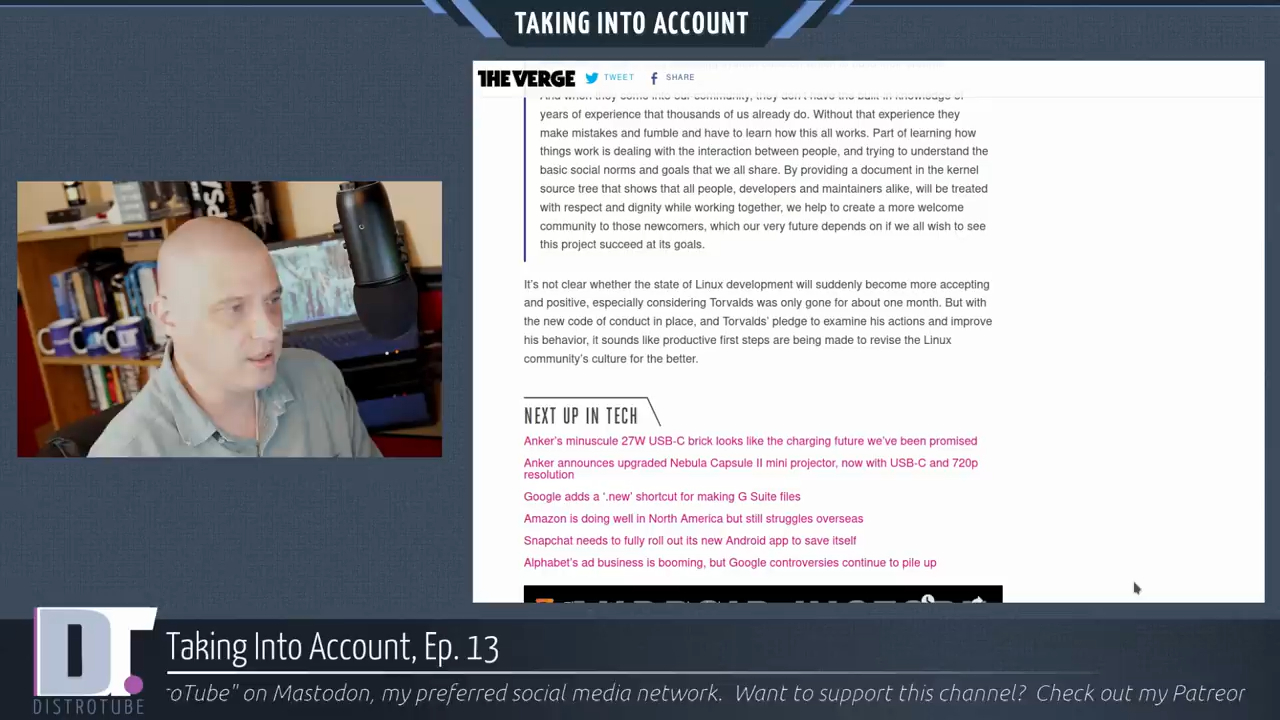 TAKING INTO ACCOUNT
THE VERGE TWEET SHARE
And when they come into our community, they don't have the built-in knowledge of
years of experience that thousands of us already do. Without that experience they
make mistakes and fumble and have to learn how this all works. Part of learning how
things work is dealing with the interaction between people, and trying to understand the
basic social norms and goals that we all share. By providing a document in the kernel
source tree that shows that all people, developers and maintainers alike, will be treated
with respect and dignity while working together, we help to create a more welcome
community to those newcomers, which our very future depends on if we all wish to see
this project succeed at its goals.
It's not clear whether the state of Linux development will suddenly become more accepting
and positive, especially considering Torvalds was only gone for about one month. But with
the new code of conduct in place, and Torvalds' pledge to examine his actions and improve
his behavior, it sounds like productive first steps are being made to revise the Linux
community's culture for the better.
NEXT UP IN TECH
Anker's minuscule 27W USB-C brick looks like the charging future we've been promised
Anker announces upgraded Nebula Capsule II mini projector, now with USB-C and 720p
resolution
Google adds a '.new' shortcut for making G Suite files
Amazon is doing well in North America but still struggles overseas
Snapchat needs to fully roll out its new Android app to save itself
Alphabet's ad business is booming, but Google controversies continue to pile up
DT
DISTROTUBE
Taking Into Account, Ep. 13
oTube" on Mastodon, my preferred social media network. Want to support this channel? Check out my Patreor